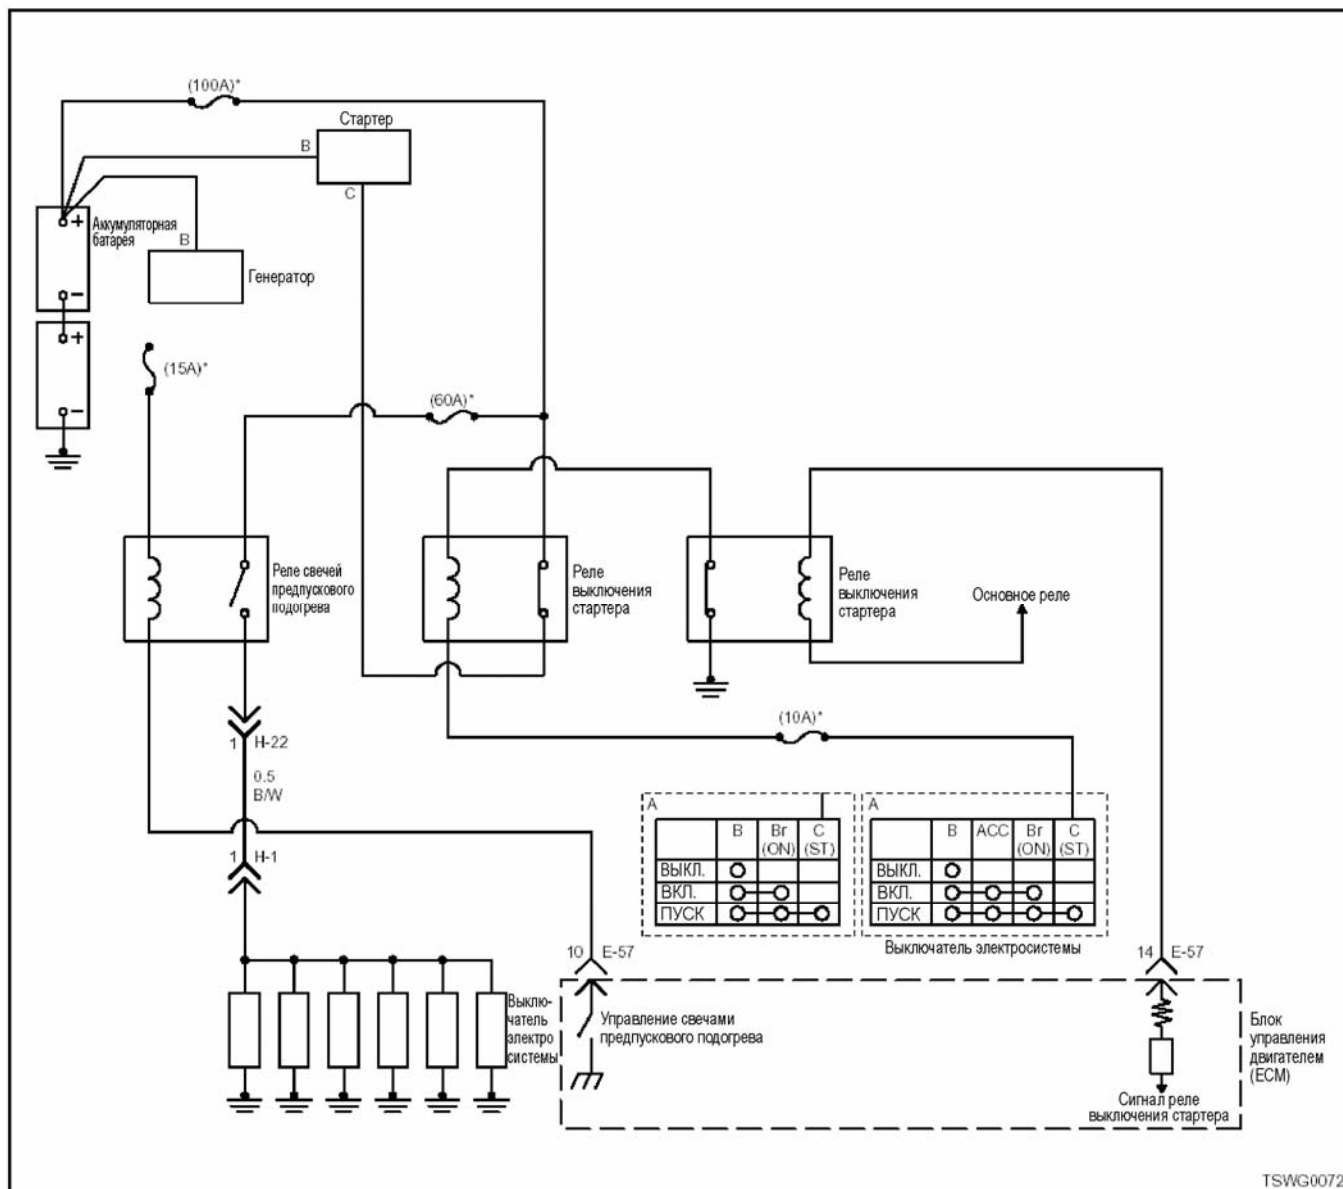 (100A)*
Стартер
B
C
+
Аккумуляторная
батарея
B
Генератор
−
+
(15A)*
−
(60A)*
Реле свечей
предпускового
подогрева
Реле
выключения
стартера
Реле
выключения
стартера
Основное реле
(10A)*
1 H-22
0.5
B/W
1 H-1
A
B Br C
(ON) (ST)
ВЫКЛ.
ВКЛ.
ПУСК
A
B ACC Br C
(ON) (ST)
ВЫКЛ.
ВКЛ.
ПУСК
Выключатель электросистемы
10 E-57
14 E-57
Выклю-
чатель
электро
системы
Управление свечами
предпускового подогрева
Блок
управления
двигателем
(ECM)
Сигнал реле
выключения стартера
TSWG0072